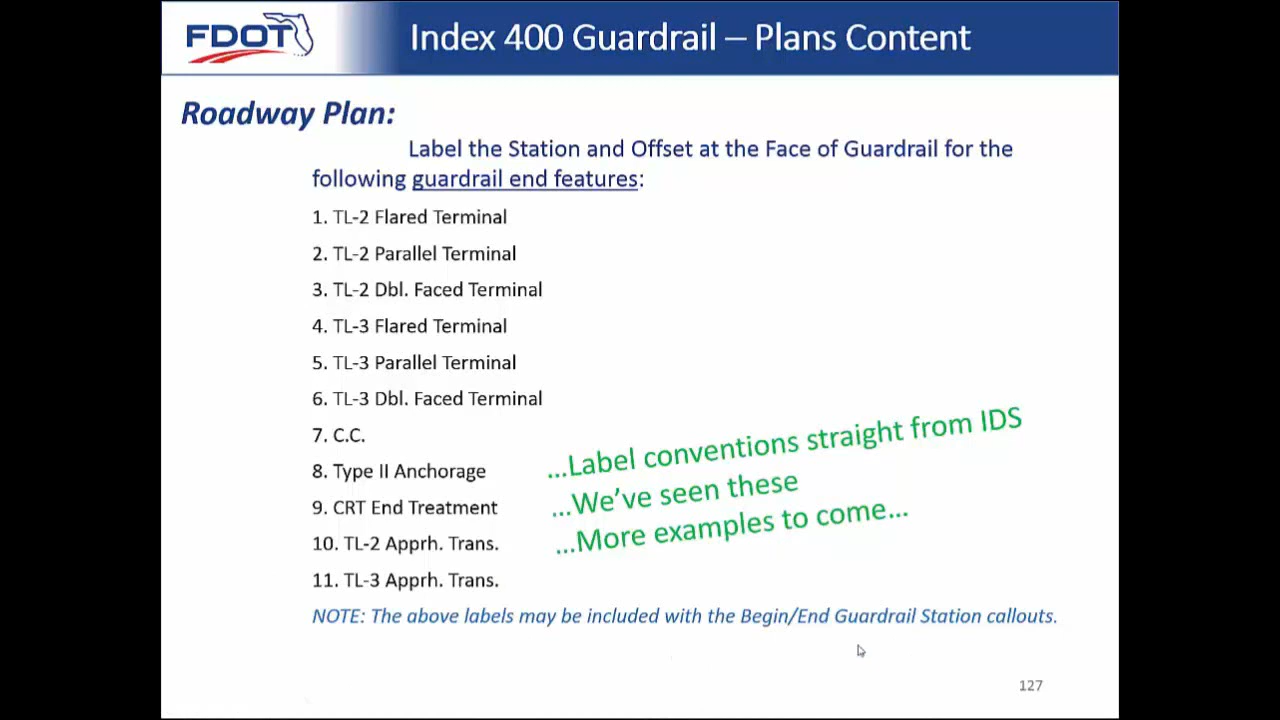 FDOT
Index 400 Guardrail – Plans Content
Roadway Plan:
Label the Station and Offset at the Face of Guardrail for the
following guardrail end features:
1. TL-2 Flared Terminal
2. TL-2 Parallel Terminal
3. TL-2 Dbl. Faced Terminal
4. TL-3 Flared Terminal
5. TL-3 Parallel Terminal
6. TL-3 Dbl. Faced Terminal
7. C.C.
8. Type II Anchorage
9. CRT End Treatment
10. TL-2 Apprh. Trans.
11. TL-3 Apprh. Trans.
...Label conventions straight from IDS
...We've seen these
...More examples to come...
NOTE: The above labels may be included with the Begin/End Guardrail Station callouts.
127